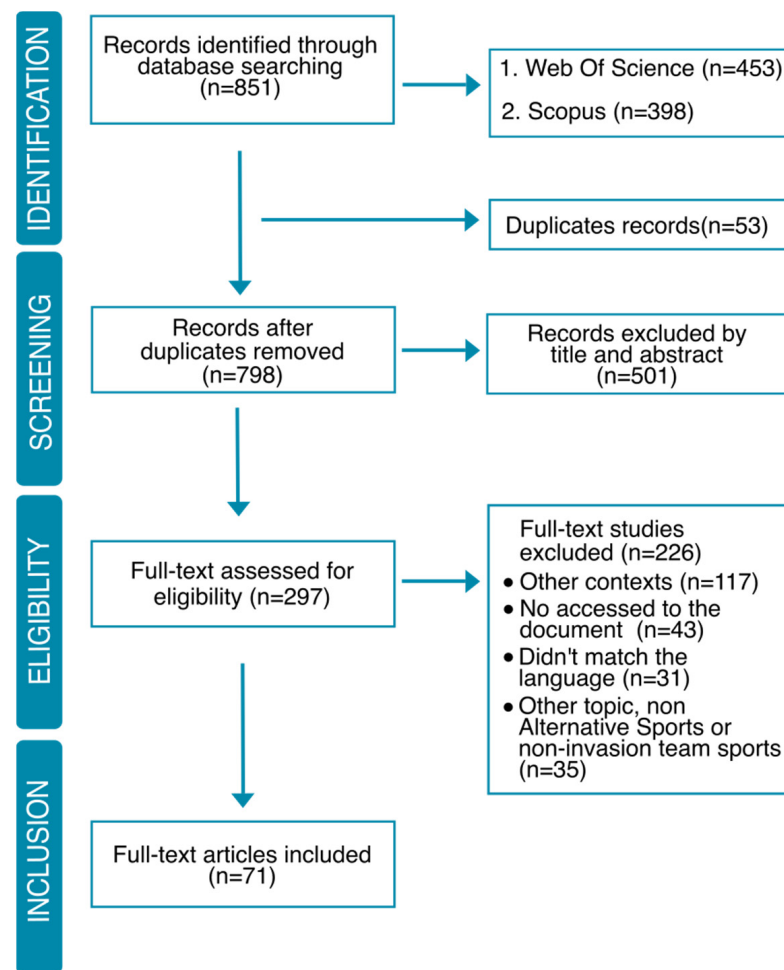 IDENTIFICATION
Records identified through
database searching
(n=851)
1. Web Of Science (n=453)
2. Scopus (n=398)
Duplicates records(n=53)
SCREENING
Records after
duplicates removed
(n=798)
Records excluded by
title and abstract
(n=501)
ELIGIBILITY
Full-text assessed for
eligibility (n=297)
Full-text studies
excluded (n=226)
• Other contexts (n=117)
• No accessed to the
document (n=43)
• Didn't match the
language (n=31)
• Other topic, non
Alternative Sports or
non-invasion team sports
(n=35)
INCLUSION
Full-text articles included
(n=71)